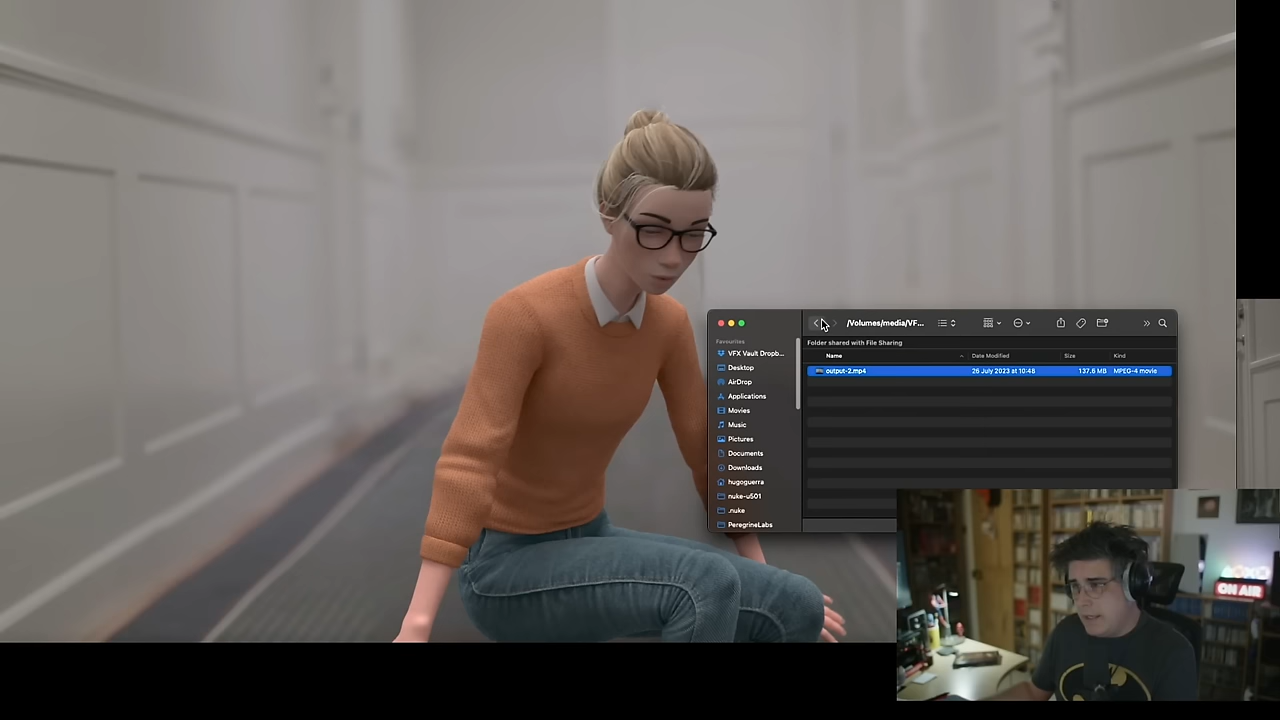 /Volumes/media/VF...
Favourites
VFX Vault Dropb...
Desktop
AirDrop
Applications
Movies
Music
Pictures
Documents
Downloads
hugoguerra
nuke-u501
.nuke
PeregrineLabs
Folder shared with File Sharing
Name Date Modified Size Kind
output-2.mp4 26 July 2023 at 10:48 137.6 MB MPEG-4 movie
ON AIR